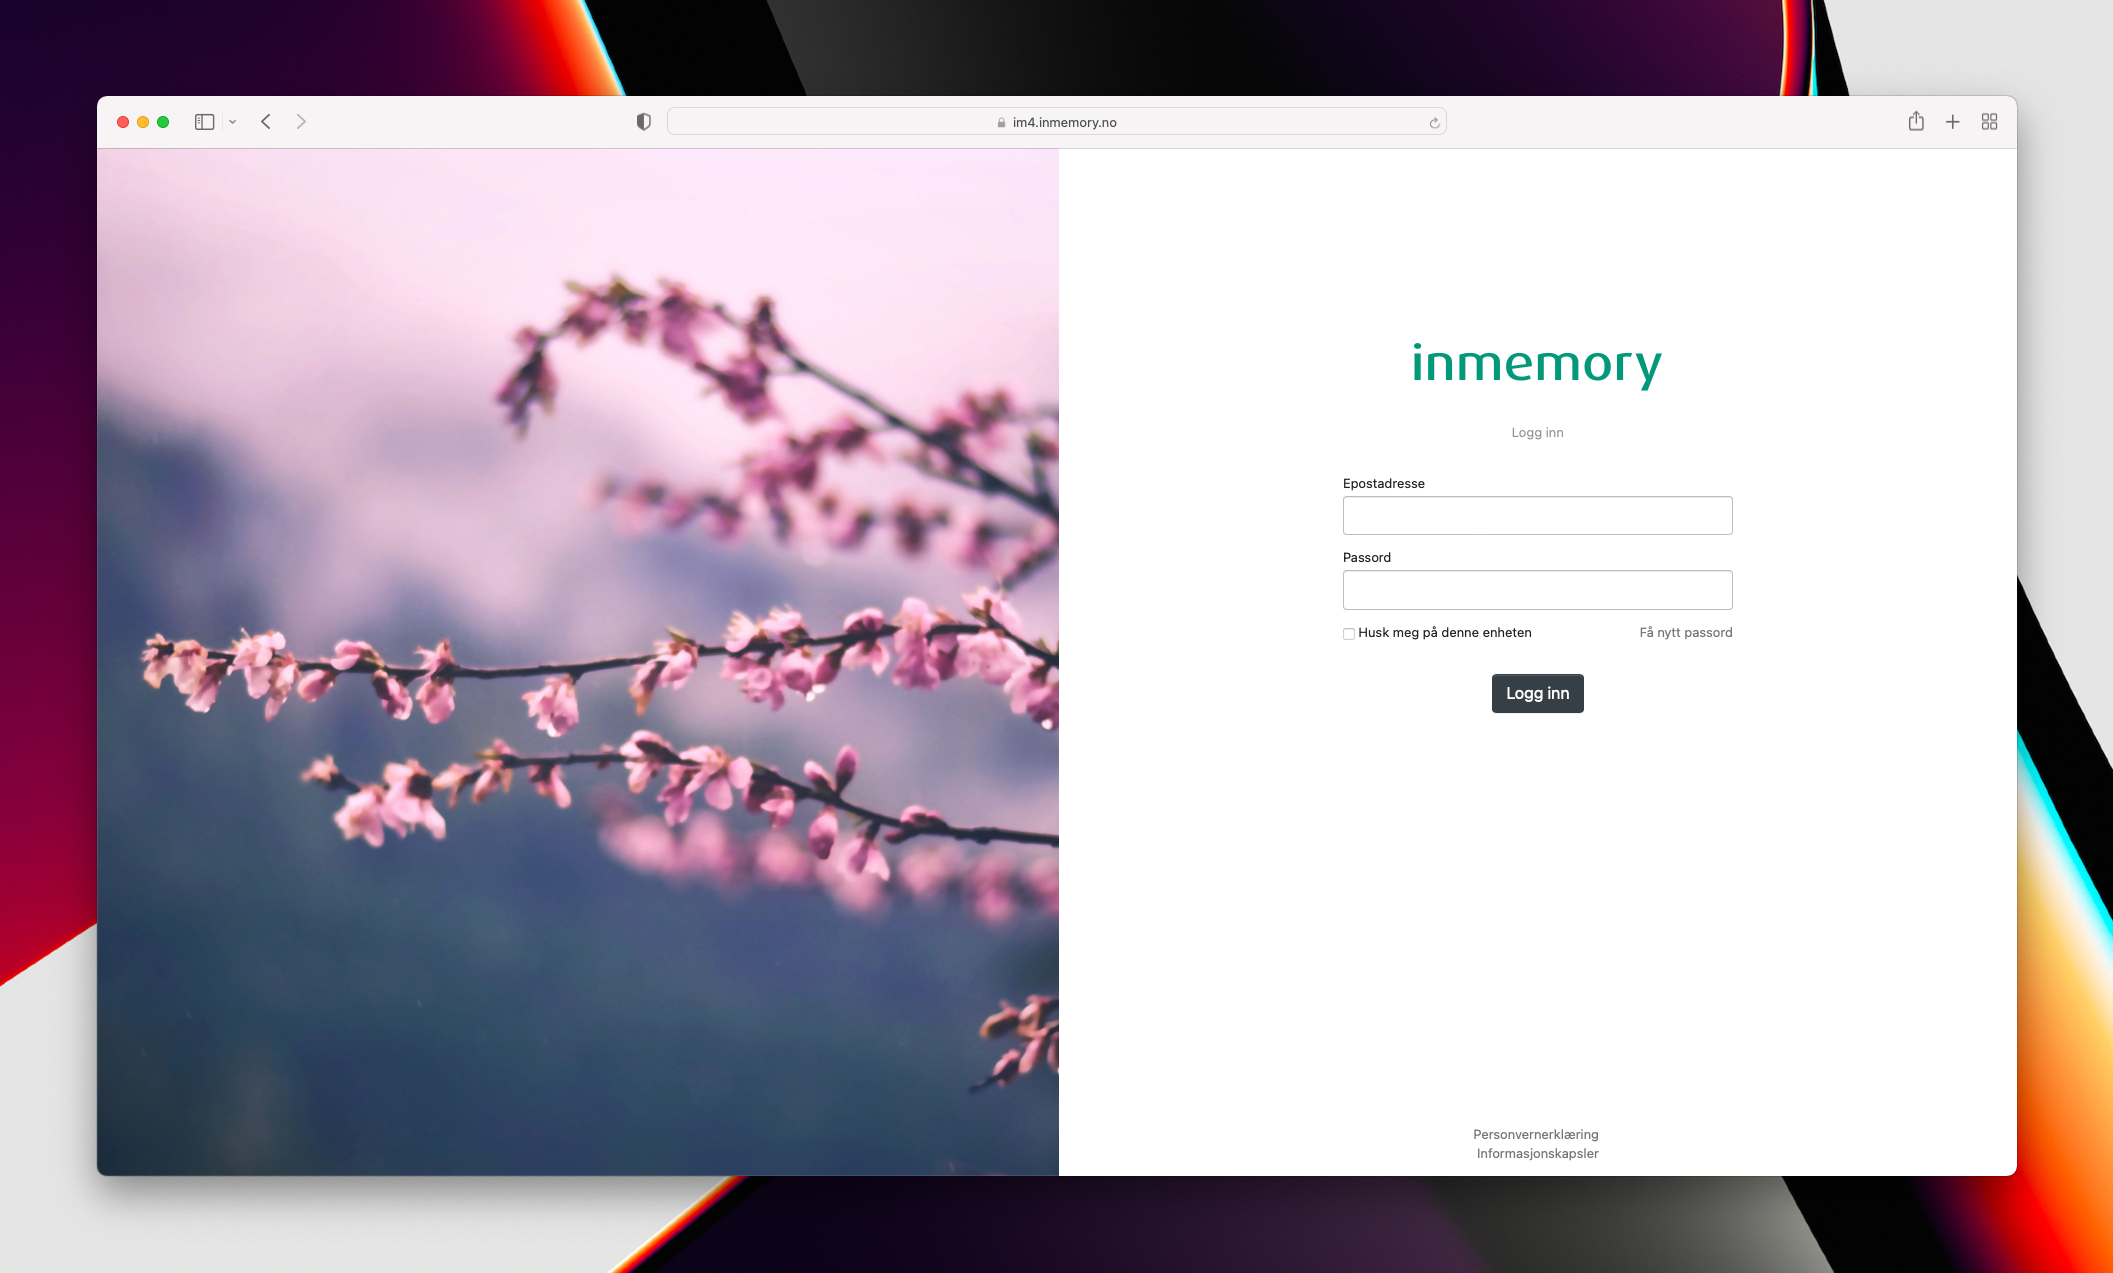 im4.inmemory.no
inmemory
Logg inn
Epostadresse
Passord
Husk meg på denne enheten Få nytt passord
Logg inn
Personvernerklæring
Informasjonskapsler